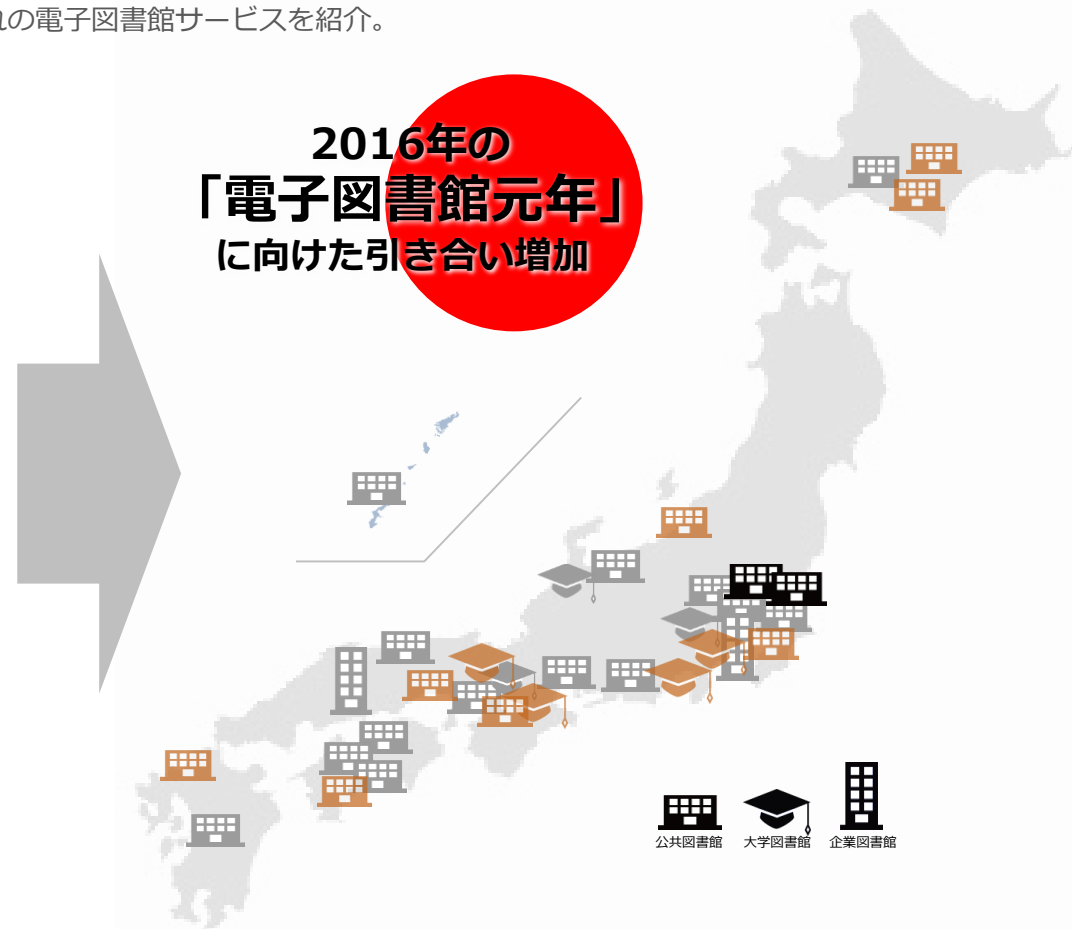 の電子図書館サービスを紹介。
2016年の
「電子図書館元年」
に向けた引き合い増加
公共図書館 大学図書館 企業図書館